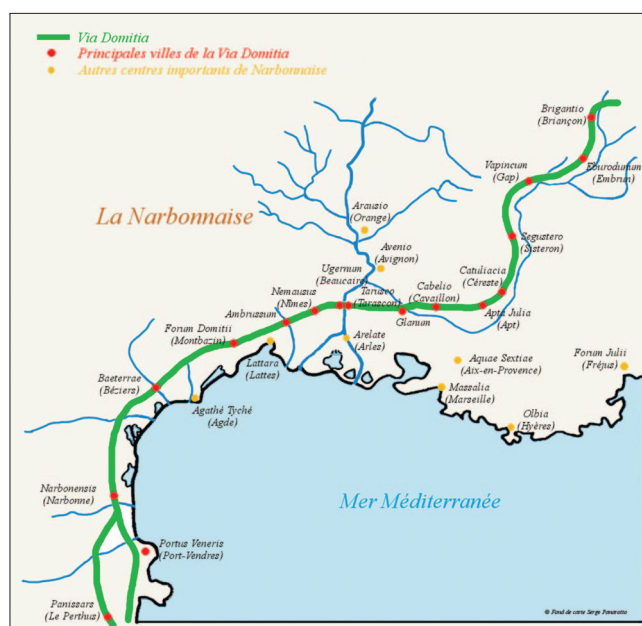 Via Domitia
Principales villes de la Via Domitia
Autres centres importants de Narbonnaise
Brigantio
(Briançon)
Vapincum
(Gap)
Eburodunum
(Embrun)
La Narbonnaise
Arausio
(Orange)
Segustero
(Sisteron)
Avenio
(Avignon)
Ugernum
(Beaucaire)
Catuliacia
(Céreste)
Nemausus
(Nîmes)
Tarusco
(Tarascon)
Cabelio
(Cavaillon)
Ambrussum
Glanum
Apta Julia
(Apt)
Forum Domitii
(Montbazin)
Arelate
(Arles)
Lattara
(Lattes)
Aquae Sextiae
(Aix-en-Provence)
Forum Julii
(Fréjus)
Baeterrae
(Béziers)
Massalia
(Marseille)
Agathé Tyché
(Agde)
Olbia
(Hyères)
Narbonensis
(Narbonne)
Mer Méditerranée
Portus Veneris
(Port-Vendres)
Panissars
(Le Perthus)
© Fond de carte Serge Panarotto